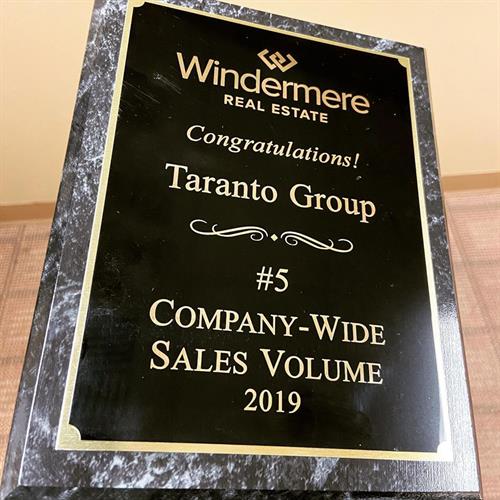 Windermere
REAL ESTATE
Congratulations!
Taranto Group
#5
COMPANY-WIDE
SALES VOLUME
2019